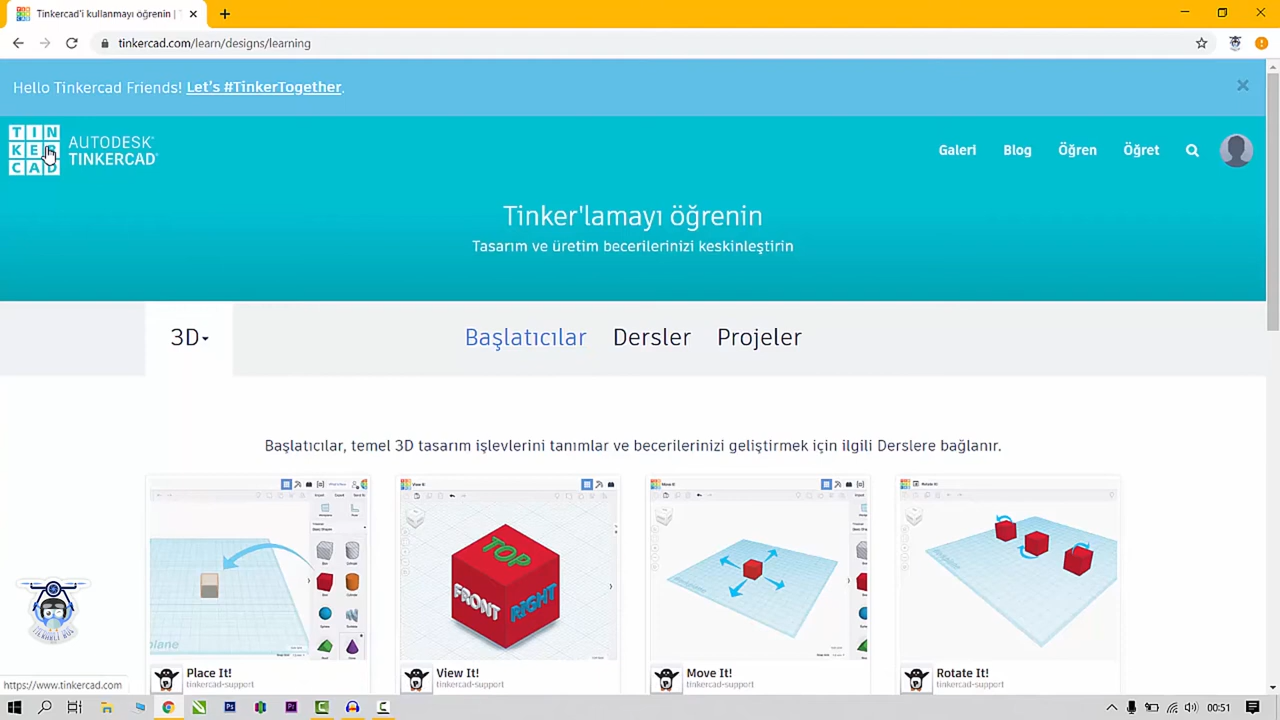 Tinkercad'i kullanmayı öğrenin |
tinkercad.com/learn/designs/learning
Hello Tinkercad Friends! Let's #TinkerTogether.
TIN
KER
CAD
AUTODESK
TINKERCAD
Galeri Blog Öğren Öğret
Tinker'lamayı öğrenin
Tasarım ve üretim becerilerinizi keskinleştirin
3D
Başlatıcılar Dersler Projeler
Başlatıcılar, temel 3D tasarım işlevlerini tanımlar ve becerilerinizi geliştirmek için ilgili Derslere bağlanır.
TOP
FRONT
RIGHT
Place It!
tinkercad-support
View It!
tinkercad-support
Move It!
tinkercad-support
Rotate It!
tinkercad-support
https://www.tinkercad.com
00:51